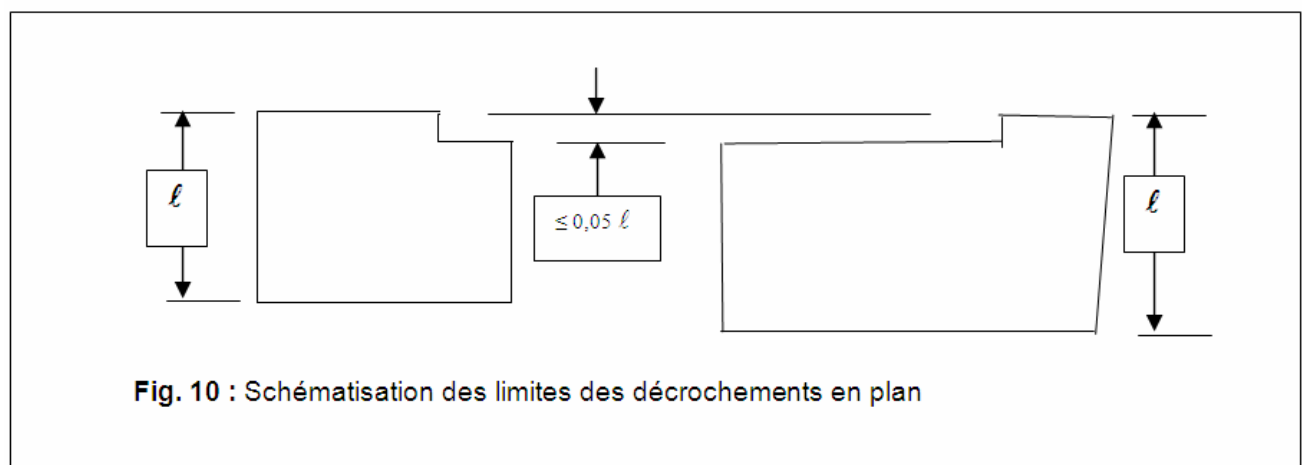 ℓ
≤ 0,05 ℓ
ℓ
Fig. 10 : Schématisation des limites des décrochements en plan